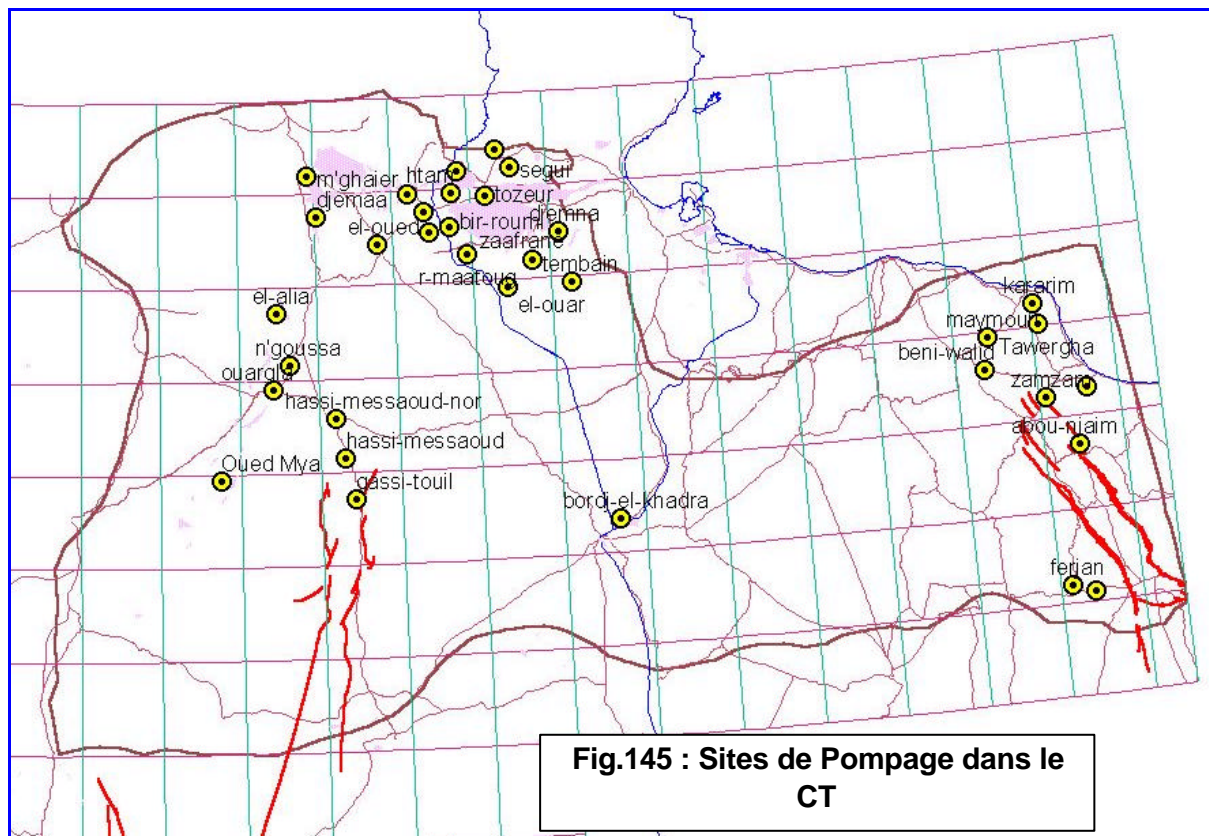 segui
m'ghaier
htam
tozeur
djemaa
djemna
el-oued
bir-roumi
zaafrane
tembain
r-maatoug
el-ouar
el-alia
kararim
maymoun
n'goussa
beni-walid
Tawergha
ouargla
zamzam
hassi-messaoud-nor
abou-njaim
hassi-messaoud
Oued Mya
gassi-touil
bordj-el-khadra
ferjan
Fig.145 : Sites de Pompage dans le
CT